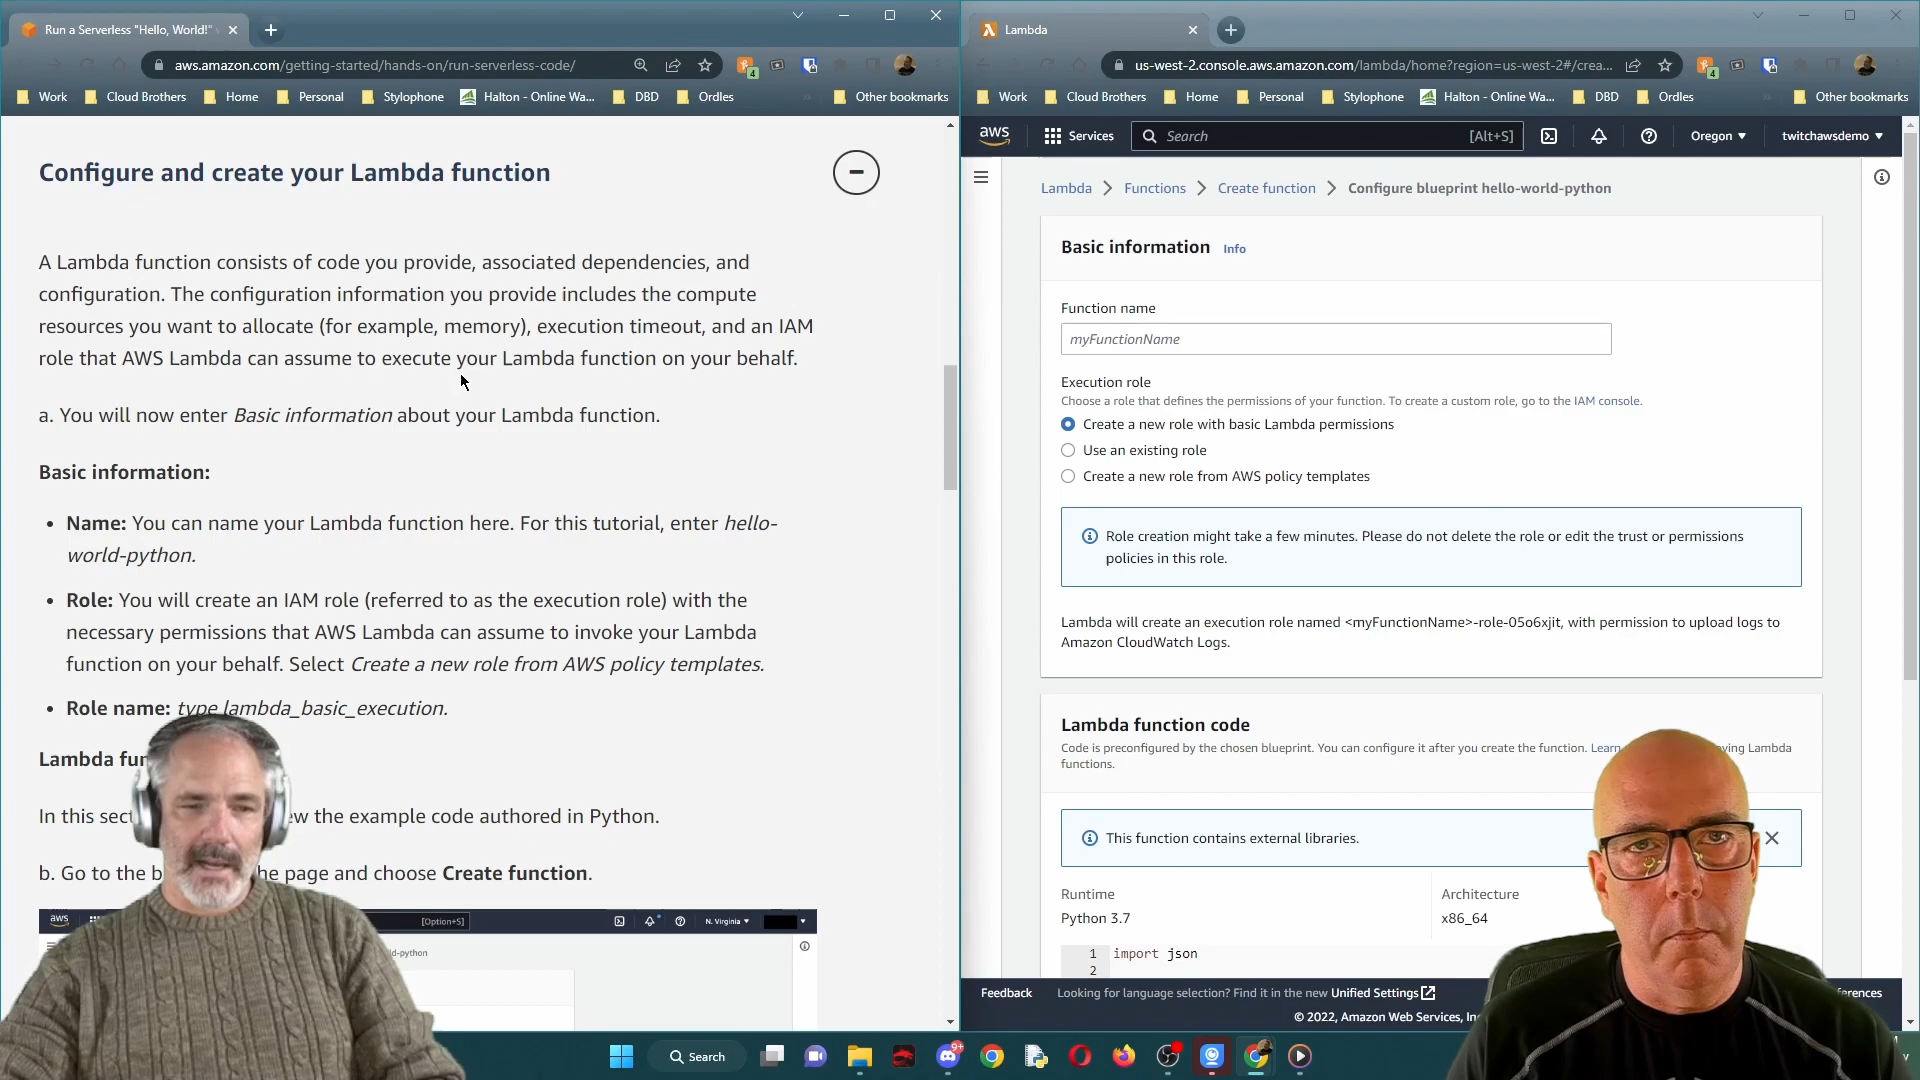 Run a Serverless "Hello, World!"
aws.amazon.com/getting-started/hands-on/run-serverless-code/
4
Work
Cloud Brothers
Home
Personal
Stylophone
Halton - Online Wa...
DBD
Ordles
Other bookmarks
Configure and create your Lambda function
A Lambda function consists of code you provide, associated dependencies, and
configuration. The configuration information you provide includes the compute
resources you want to allocate (for example, memory), execution timeout, and an IAM
role that AWS Lambda can assume to execute your Lambda function on your behalf.
a. You will now enter Basic information about your Lambda function.
Basic information:
• Name: You can name your Lambda function here. For this tutorial, enter hello-
world-python.
• Role: You will create an IAM role (referred to as the execution role) with the
necessary permissions that AWS Lambda can assume to invoke your Lambda
function on your behalf. Select Create a new role from AWS policy templates.
• Role name: type lambda_basic_execution.
Lambda fun
In this sect
the example code authored in Python.
b. Go to the b
page and choose Create function.
aws
[Option+S]
N. Virginia
d-python
Lambda
us-west-2.console.aws.amazon.com/lambda/home?region=us-west-2#/crea...
4
Work
Cloud Brothers
Home
Personal
Stylophone
Halton - Online Wa...
DBD
Ordles
Other bookmarks
aws
Services
Search
[Alt+S]
Oregon
twitchawsdemo
Lambda
Functions
Create function
Configure blueprint hello-world-python
Basic information Info
Function name
myFunctionName
Execution role
Choose a role that defines the permissions of your function. To create a custom role, go to the IAM console.
Create a new role with basic Lambda permissions
Use an existing role
Create a new role from AWS policy templates
Role creation might take a few minutes. Please do not delete the role or edit the trust or permissions
policies in this role.
Lambda will create an execution role named <myFunctionName>-role-05o6xjit, with permission to upload logs to
Amazon CloudWatch Logs.
Lambda function code
Code is preconfigured by the chosen blueprint. You can configure it after you create the function. Learn
ying Lambda
functions.
This function contains external libraries.
Runtime
Architecture
Python 3.7
x86_64
1 import json
2
Feedback
Looking for language selection? Find it in the new Unified Settings
erences
© 2022, Amazon Web Services, In
Search
9+